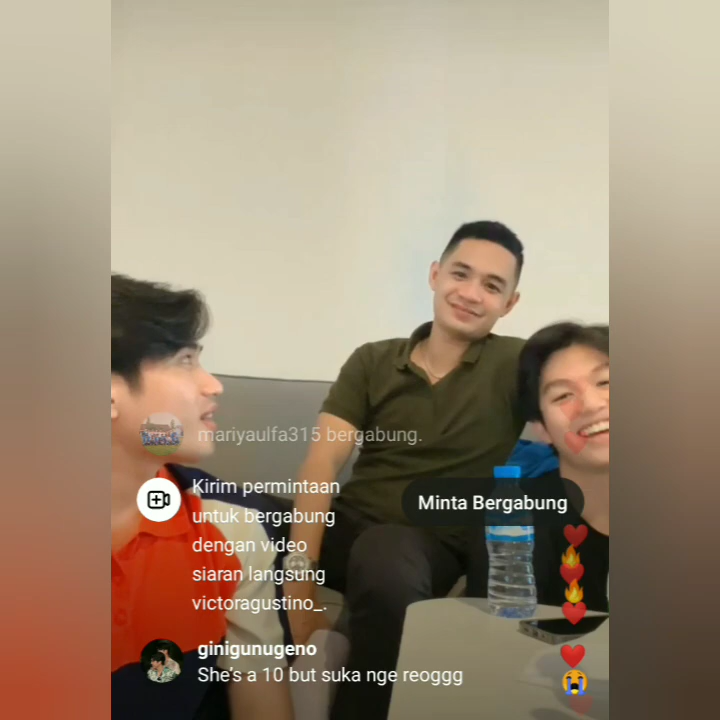 mariyaulfa315 bergabung.
Kirim permintaan
untuk bergabung
dengan video
siaran langsung
victoragustino_.
Minta Bergabung
ginigunugeno
She's a 10 but suka nge reoggg